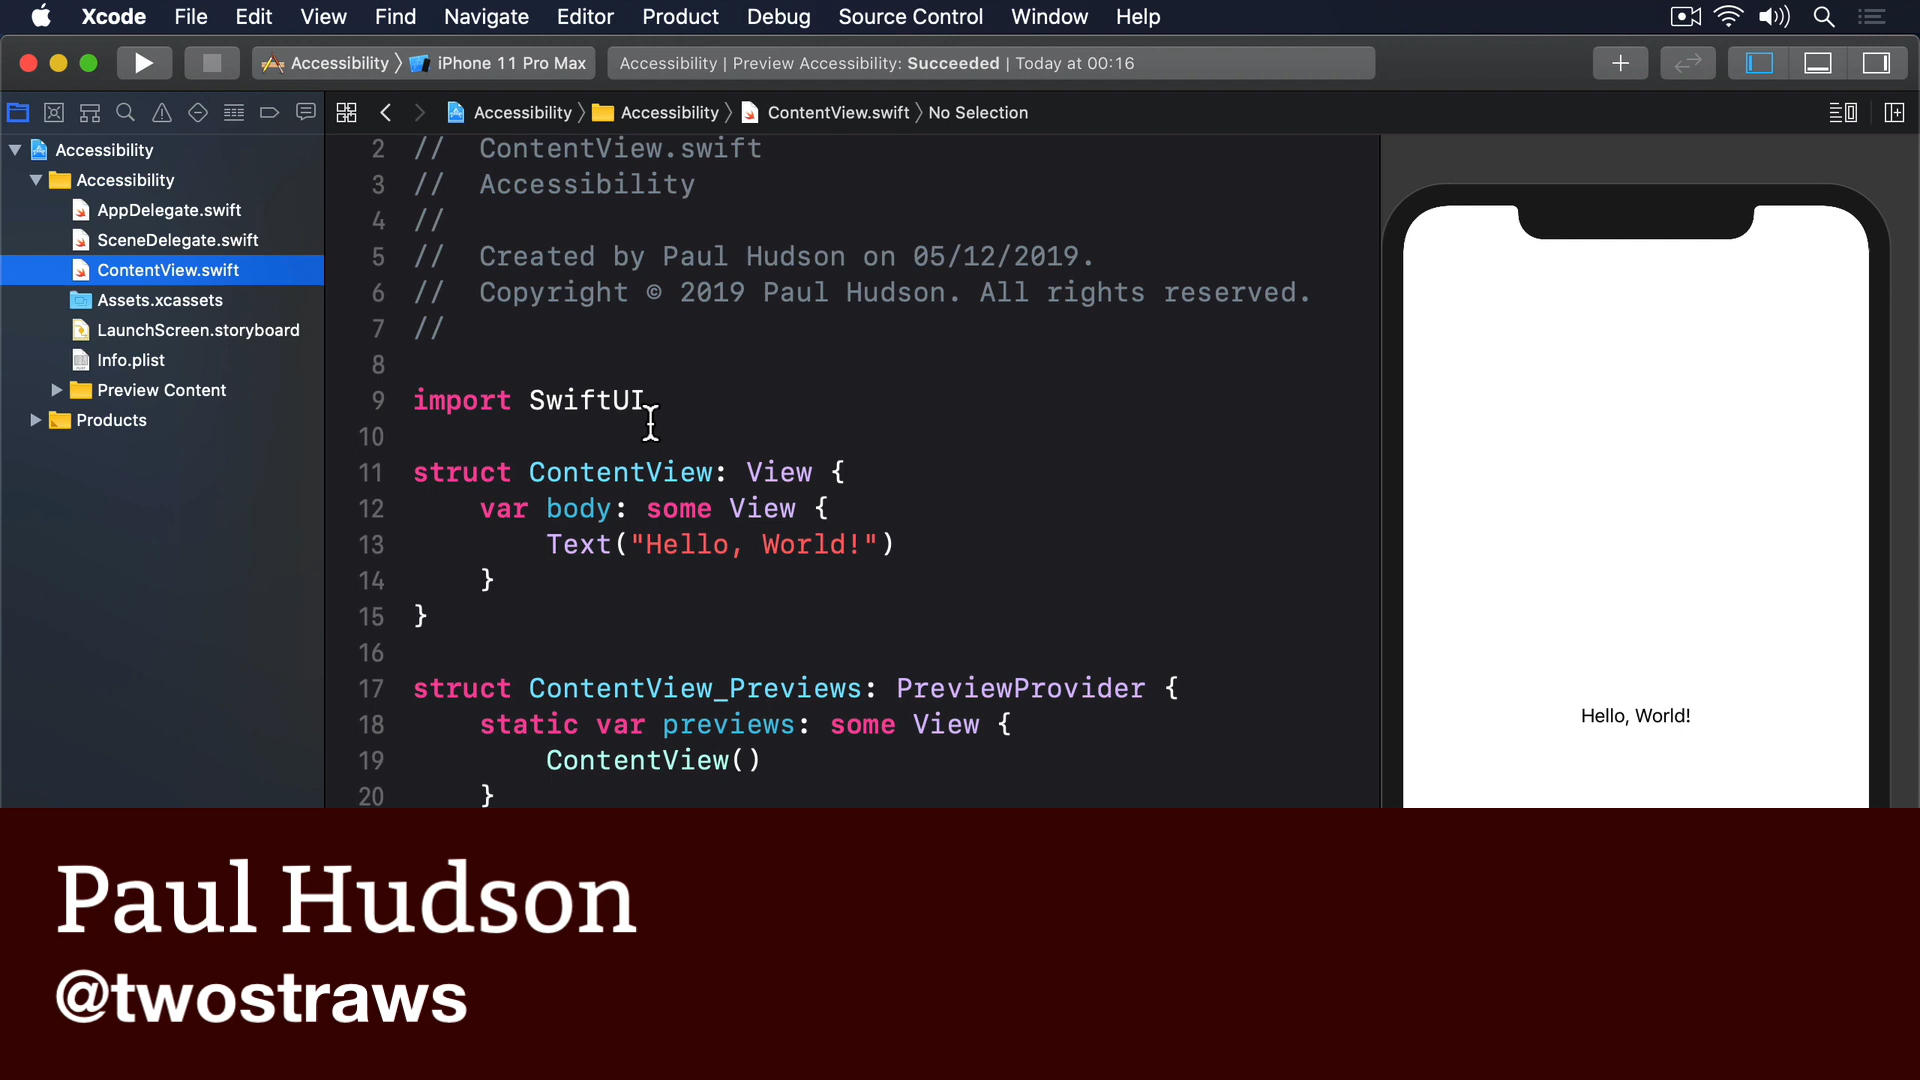 Xcode File Edit View Find Navigate Editor Product Debug Source Control Window Help
Accessibility iPhone 11 Pro Max
Accessibility | Preview Accessibility: Succeeded | Today at 00:16
Accessibility Accessibility ContentView.swift No Selection
Accessibility
Accessibility
AppDelegate.swift
SceneDelegate.swift
ContentView.swift
Assets.xcassets
LaunchScreen.storyboard
Info.plist
Preview Content
Products
2 // ContentView.swift
3 // Accessibility
4 //
5 // Created by Paul Hudson on 05/12/2019.
6 // Copyright © 2019 Paul Hudson. All rights reserved.
7 //
8
9 import SwiftUI
10
11 struct ContentView: View {
12 var body: some View {
13 Text("Hello, World!")
14 }
15 }
16
17 struct ContentView_Previews: PreviewProvider {
18 static var previews: some View {
19 ContentView()
20 }
Hello, World!
Paul Hudson
@twostraws